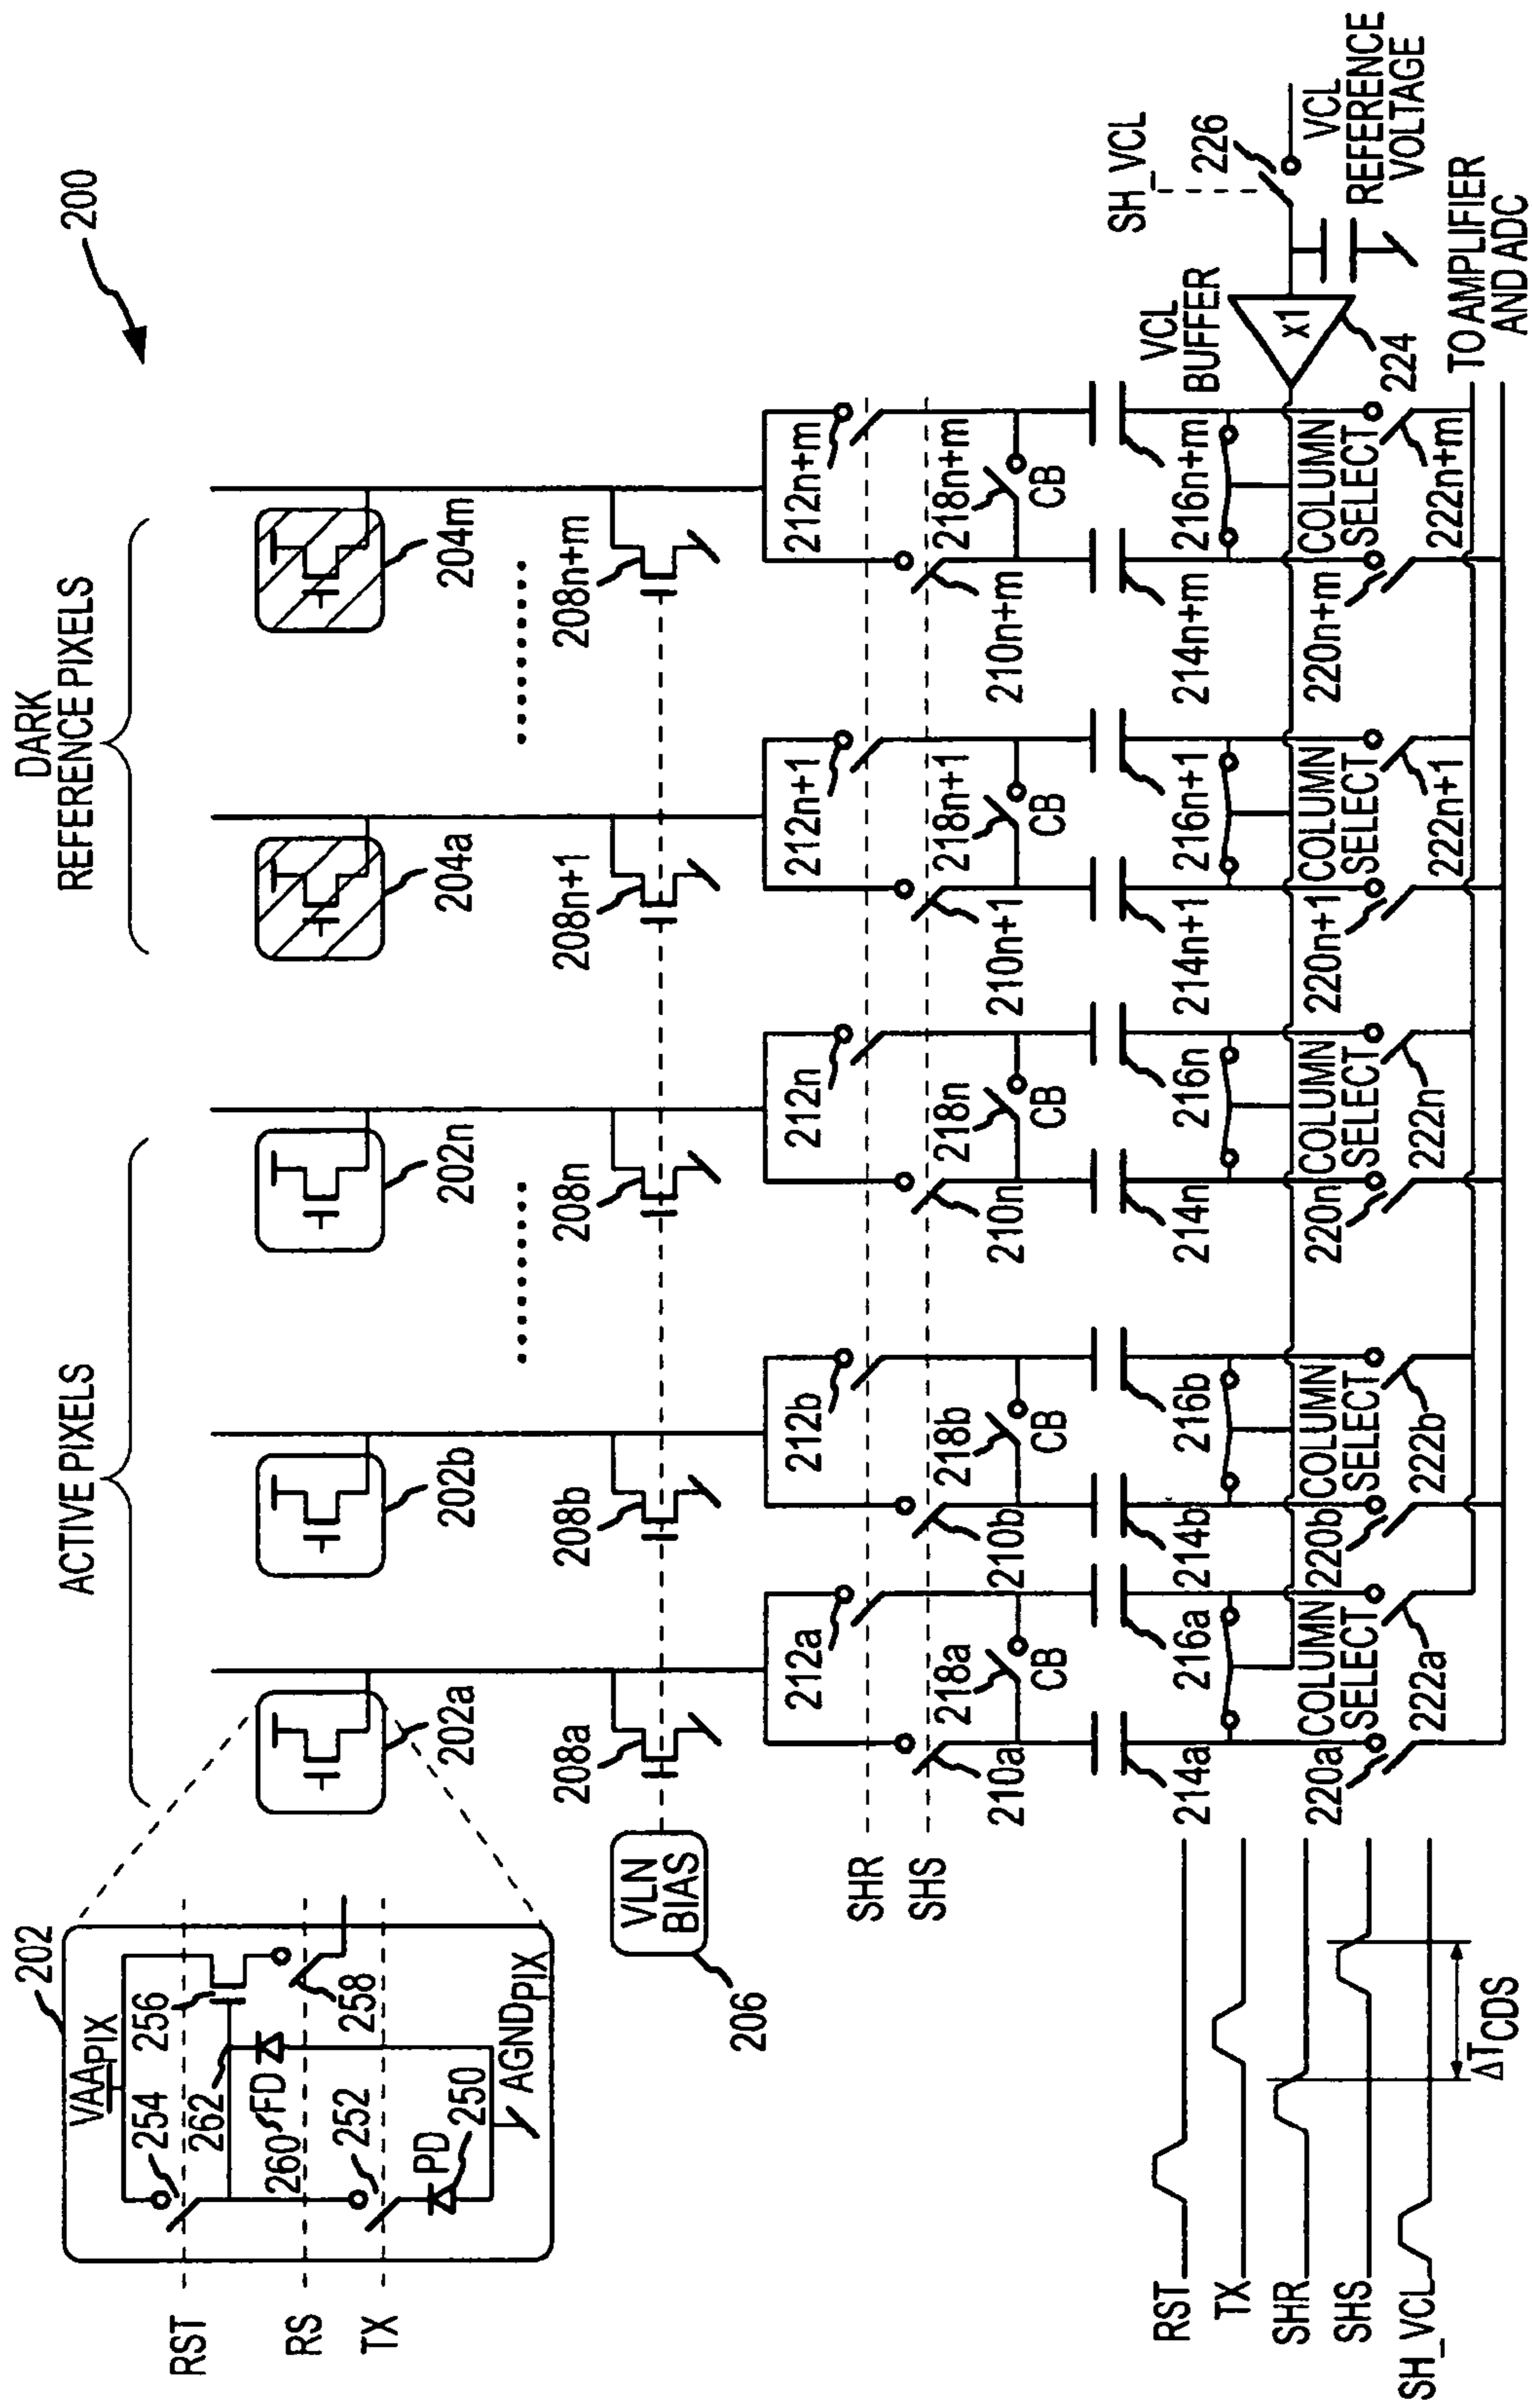 200
DARK
REFERENCE PIXELS
ACTIVE PIXELS
202
VAAPIX
254
256
262
FD
260
258
252
PD
250
AGNDPIX
RST
RS
TX
202a
202b
202n
204a
204m
VLN
BIAS
206
208a
208b
208n
208n+1
208n+m
SHR
SHS
212a
212b
212n
212n+1
212n+m
218a
218b
218n
218n+1
218n+m
CB
CB
CB
CB
CB
210a
210b
210n
210n+1
210n+m
214a
216a
214b
216b
214n
216n
214n+1
216n+1
214n+m
216n+m
VCL
BUFFER
x1
224
SH_VCL
226
VCL
REFERENCE
VOLTAGE
COLUMN
SELECT
COLUMN
SELECT
COLUMN
SELECT
COLUMN
SELECT
COLUMN
SELECT
220a
222a
220b
222b
220n
222n
220n+1
222n+1
220n+m
222n+m
TO AMPLIFIER
AND ADC
RST
TX
SHR
SHS
SH_VCL
ΔTCDS